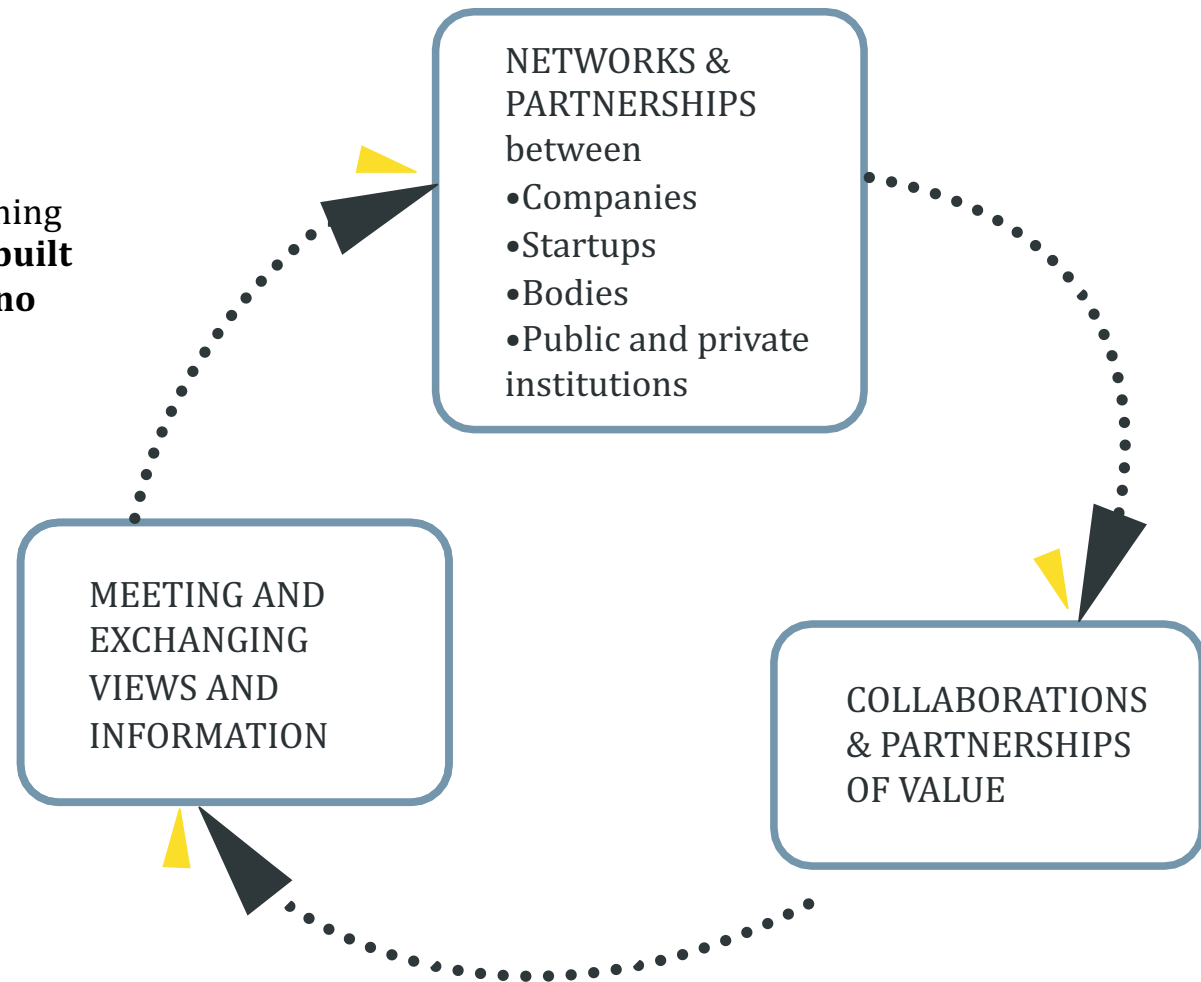 NETWORKS &
PARTNERSHIPS
between
•Companies
•Startups
•Bodies
•Public and private
institutions
built
MEETING AND
EXCHANGING
VIEWS AND
INFORMATION
COLLABORATIONS
& PARTNERSHIPS
OF VALUE